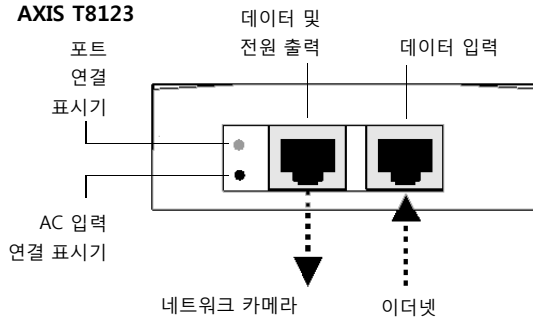 AXIS T8123
데이터 및
전원 출력
데이터 입력
포트
연결
표시기
AC 입력
연결 표시기
네트워크 카메라
이더넷